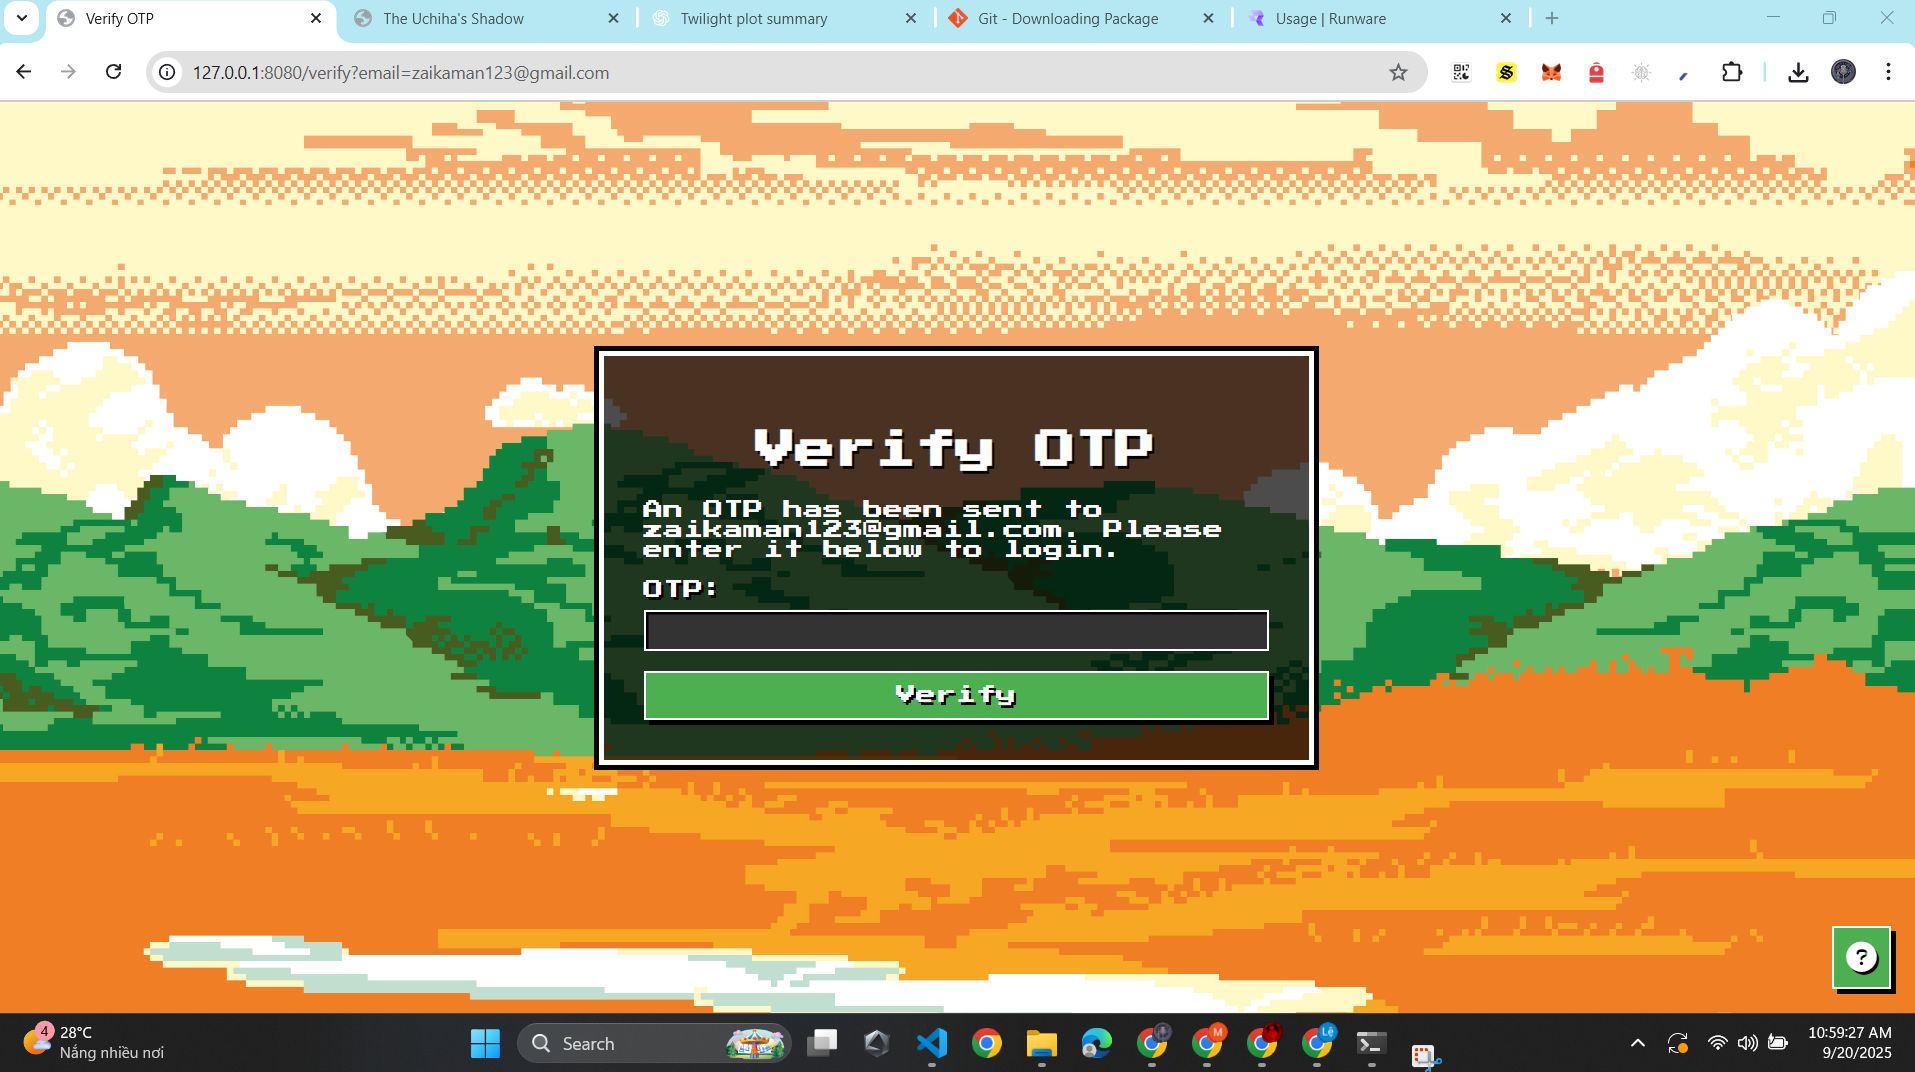 Verify OTP
The Uchiha's Shadow
Twilight plot summary
Git - Downloading Package
Usage | Runware
127.0.0.1:8080/verify?email=zaikaman123@gmail.com
Verify OTP
An OTP has been sent to
zaikaman123@gmail.com. Please
enter it below to login.
OTP:
Verify
?
4
28°C
Nắng nhiều nơi
Search
M
Lệ
10:59:27 AM
9/20/2025